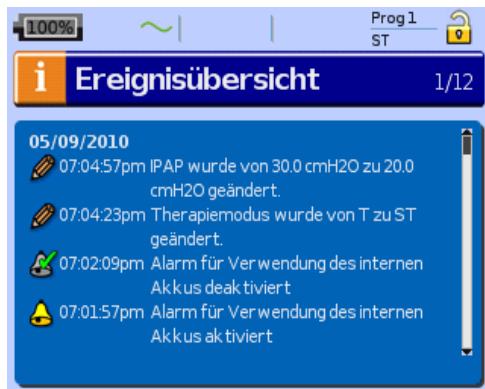 100%
Prog 1
ST
i Ereignisübersicht 1/12
05/09/2010
07:04:57pm IPAP wurde von 30.0 cmH2O zu 20.0
cmH2O geändert.
07:04:23pm Therapiemodus wurde von T zu ST
geändert.
07:02:09pm Alarm für Verwendung des internen
Akkus deaktiviert
07:01:57pm Alarm für Verwendung des internen
Akkus aktiviert